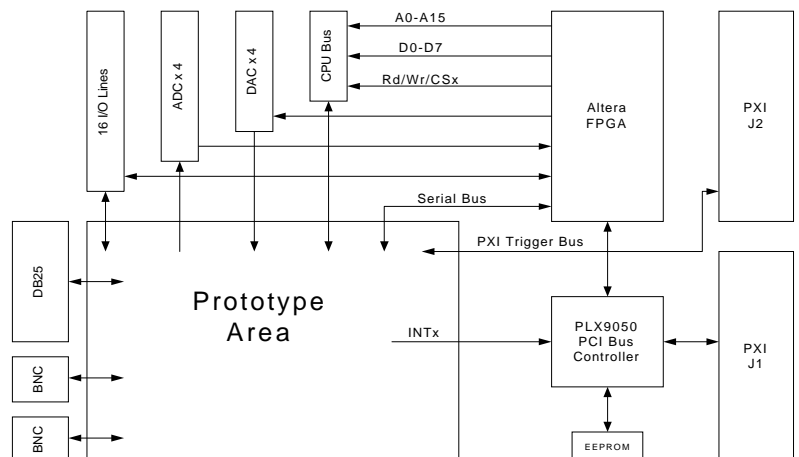 A0-A15
D0-D7
Rd/Wr/CSx
16 I/O Lines
ADC x 4
DAC x 4
CPU Bus
Altera
FPGA
PXI
J2
Serial Bus
PXI Trigger Bus
DB25
Prototype
Area
INTx
PLX9050
PCI Bus
Controller
PXI
J1
BNC
BNC
EEPROM